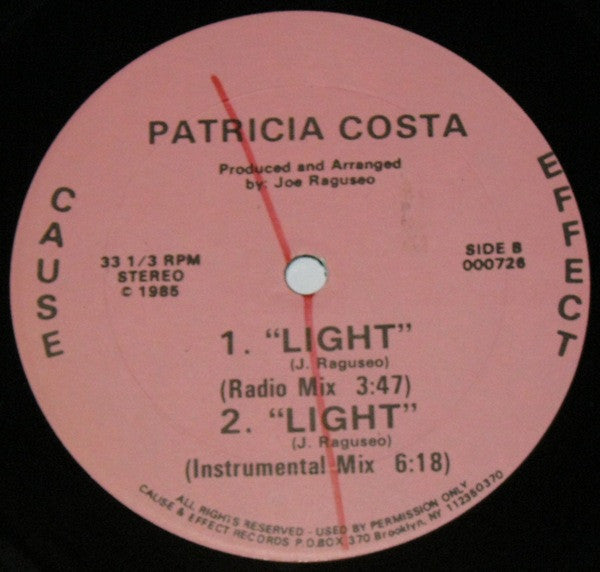 PATRICIA COSTA
Produced and Arranged
by: Joe Raguseo
CAUSE
EFFECT
33 1/3 RPM
STEREO
© 1985
SIDE B
000726
1. "LIGHT"
(J. Raguseo)
(Radio Mix 3:47)
2. "LIGHT"
(J. Raguseo)
(Instrumental Mix 6:18)
ALL RIGHTS RESERVED - USED BY PERMISSION ONLY
CAUSE & EFFECT RECORDS P.O.BOX 370 Brooklyn, NY 112350370